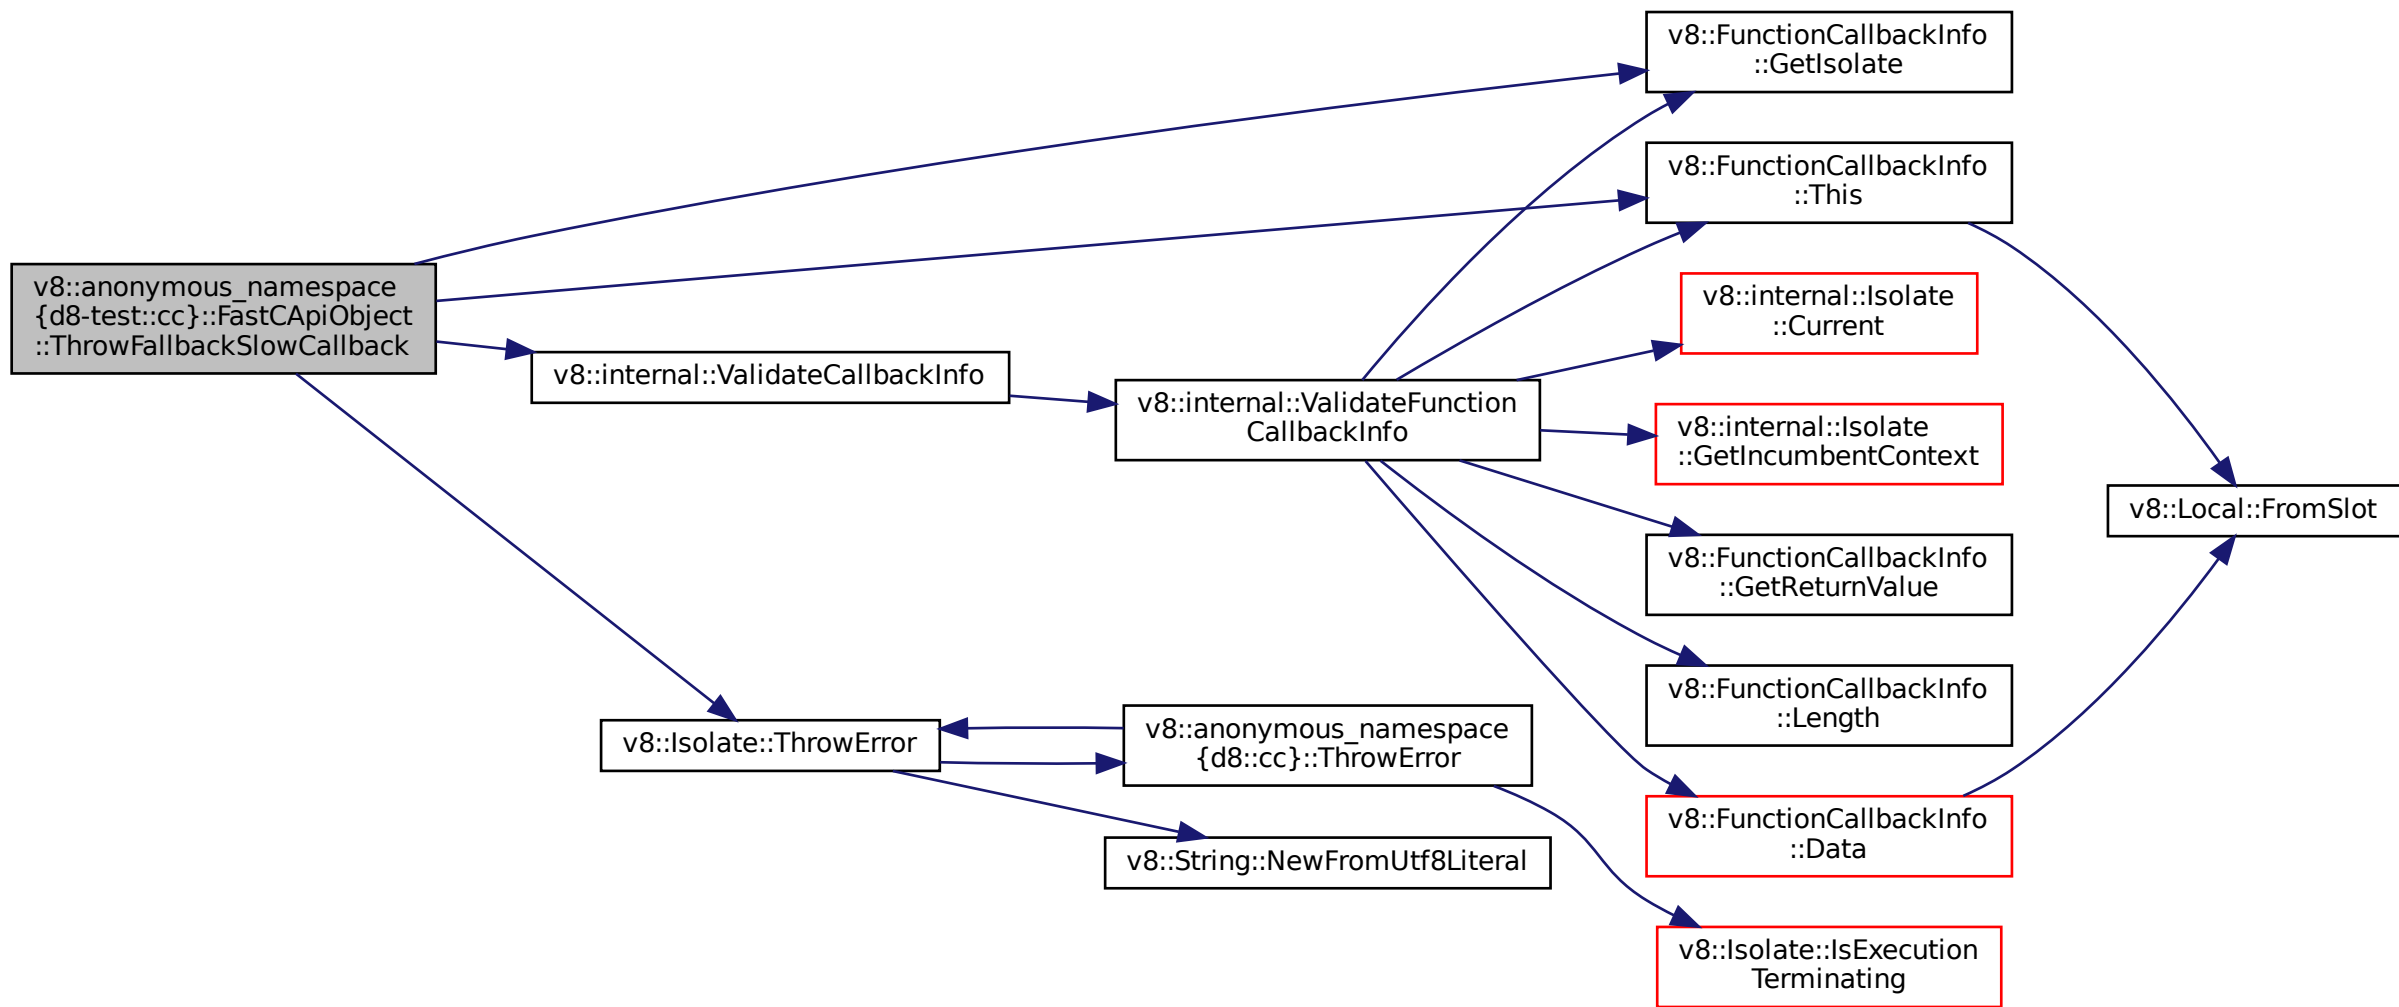 v8::anonymous_namespace
{d8-test::cc}::FastCApiObject
::ThrowFallbackSlowCallback
v8::FunctionCallbackInfo
::GetIsolate
v8::FunctionCallbackInfo
::This
v8::internal::ValidateCallbackInfo
v8::internal::ValidateFunction
CallbackInfo
v8::internal::Isolate
::Current
v8::internal::Isolate
::GetIncumbentContext
v8::FunctionCallbackInfo
::GetReturnValue
v8::FunctionCallbackInfo
::Length
v8::FunctionCallbackInfo
::Data
v8::Local::FromSlot
v8::Isolate::ThrowError
v8::anonymous_namespace
{d8::cc}::ThrowError
v8::String::NewFromUtf8Literal
v8::Isolate::IsExecution
Terminating